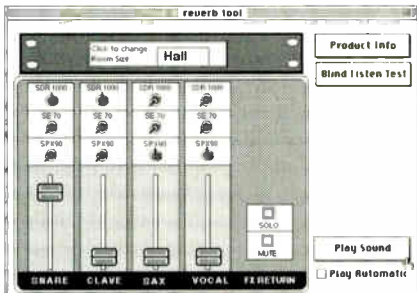 reverb tool
Click to change
Room Size
Hall
Product Info
Blind Listen Test
SDR 1000 SDR 1000 SDR 1000 SDR 1000
SE 70 SE 70 SE 70 SE 70
SPX90 SPX90 SPX90 SPX90
SOLO
MUTE
SNARE CLAVE SAX VOCAL FX RETURN
Play Sound
Play Automatic